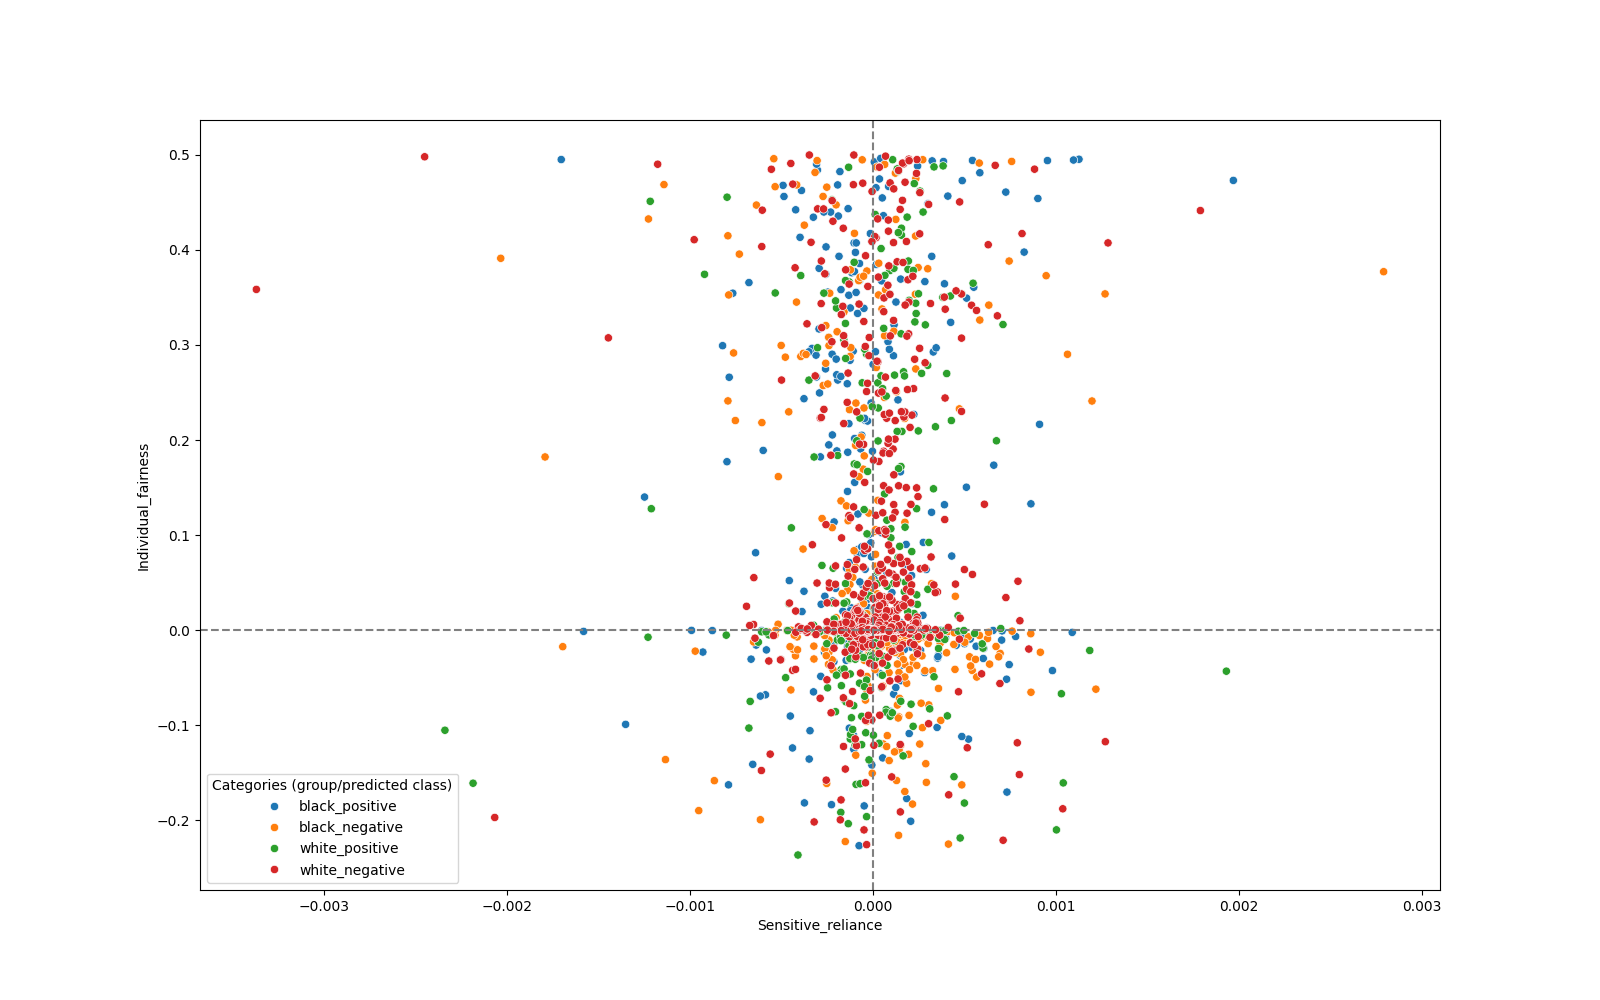 0.5
0.4
0.3
0.2
0.1
0.0
−0.1
−0.2
Individual_fairness
Categories (group/predicted class)
black_positive
black_negative
white_positive
white_negative
−0.003 −0.002 −0.001 0.000 0.001 0.002 0.003
Sensitive_reliance